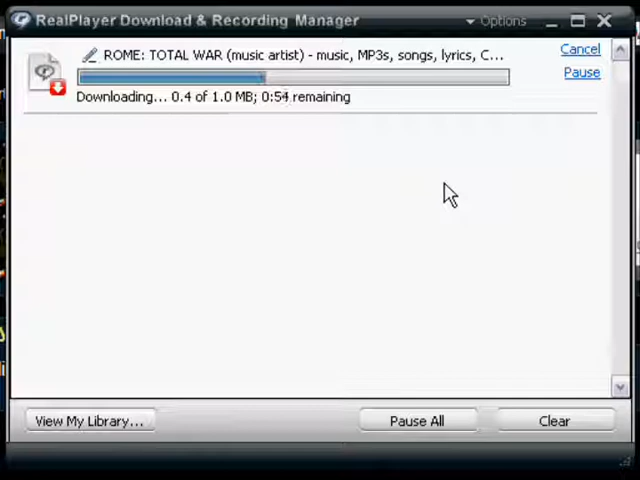 RealPlayer Download & Recording Manager
Options
ROME: TOTAL WAR (music artist) - music, MP3s, songs, lyrics, C...
Cancel
Pause
Downloading... 0.4 of 1.0 MB; 0:54 remaining
View My Library...
Pause All
Clear